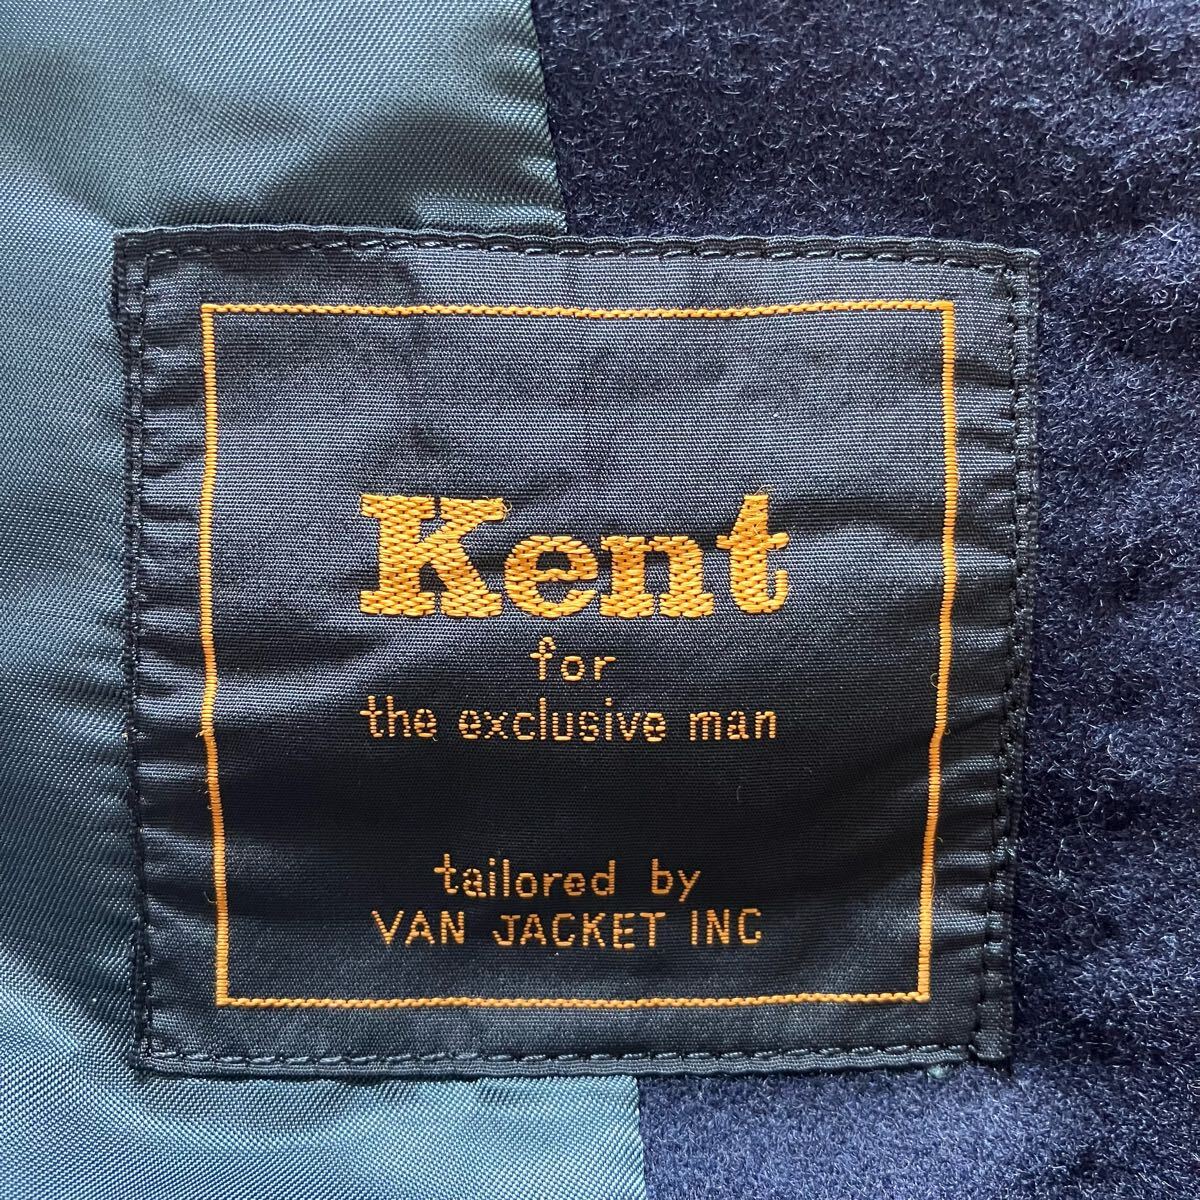 Kent
for
the exclusive man
tailored by
VAN JACKET INC